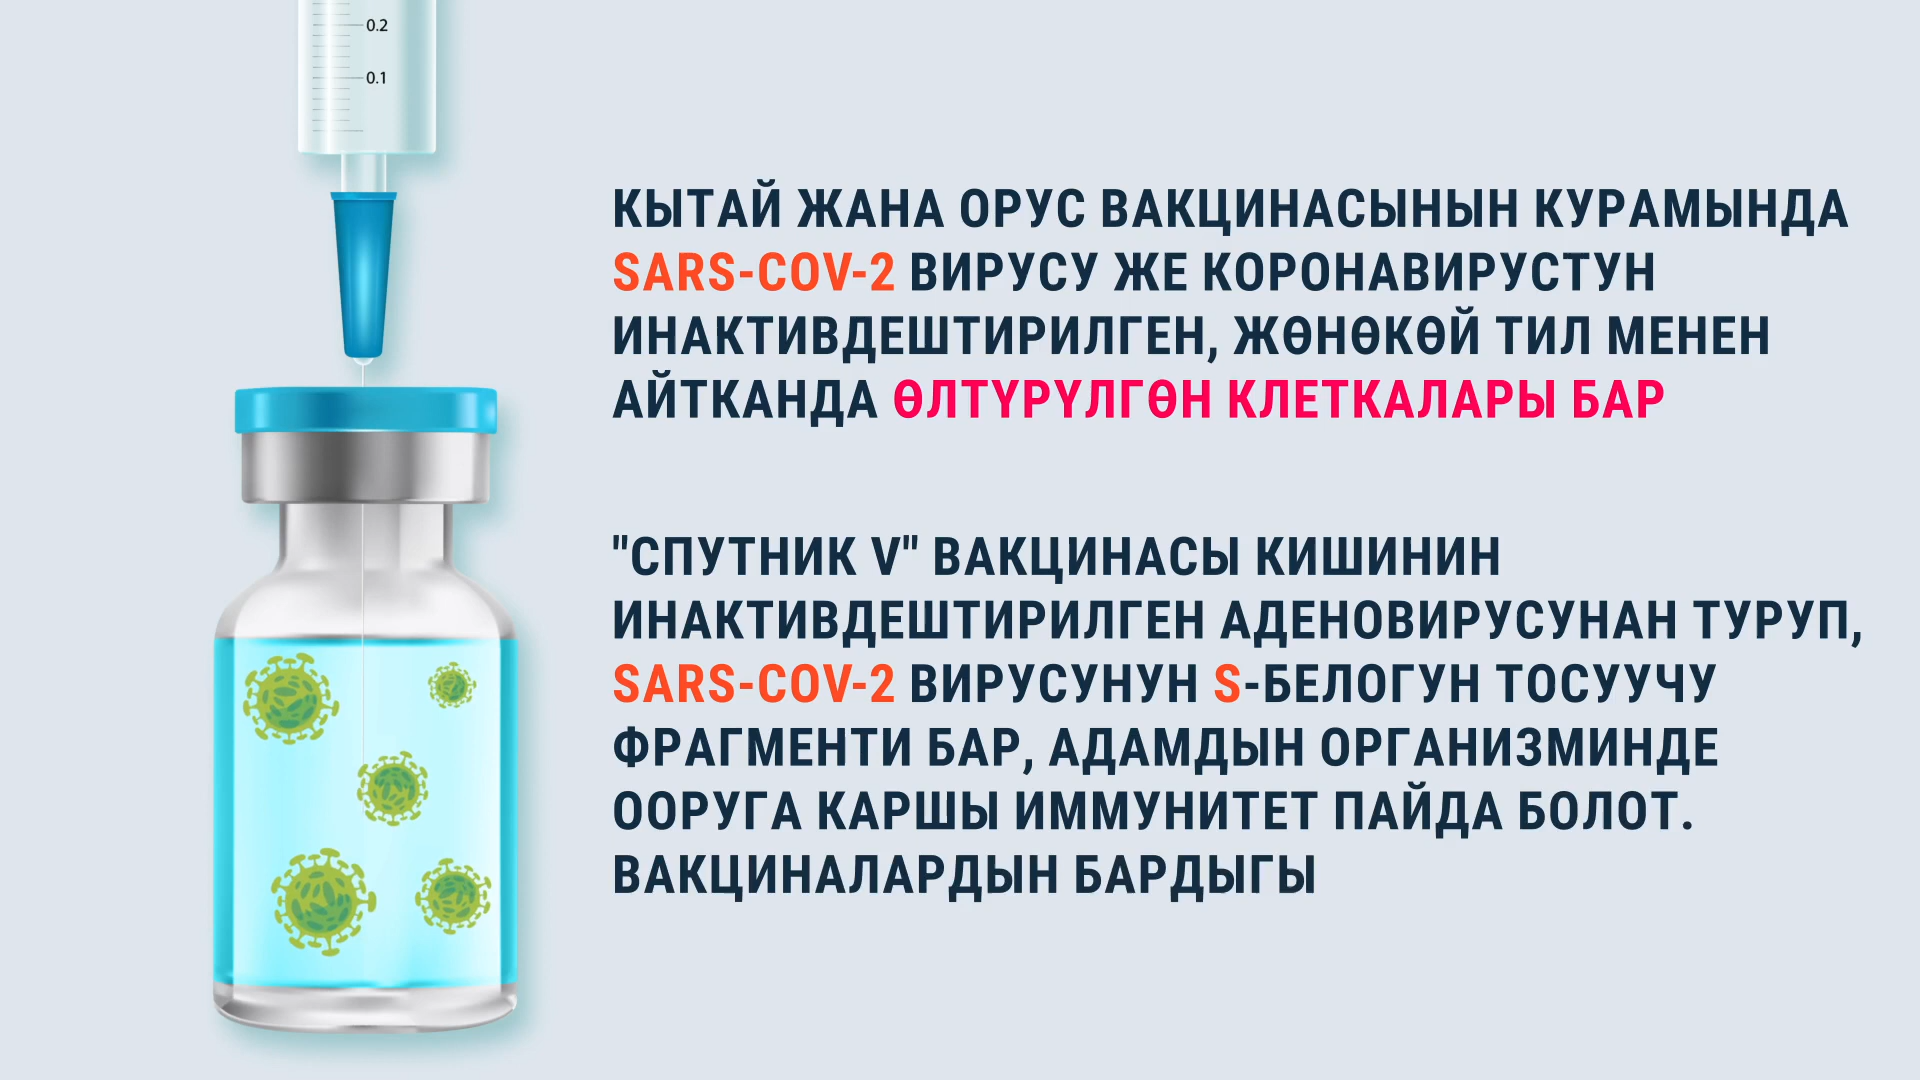 0.2
0.1
КЫТАЙ ЖАНА ОРУС ВАКЦИНАСЫНЫН КУРАМЫНДА
SARS-COV-2 ВИРУСУ ЖЕ КОРОНАВИРУСТУН
ИНАКТИВДЕШТИРИЛГЕН, ЖӨНӨКӨЙ ТИЛ МЕНЕН
АЙТКАНДА ӨЛТҮРҮЛГӨН КЛЕТКАЛАРЫ БАР
"СПУТНИК V" ВАКЦИНАСЫ КИШИНИН
ИНАКТИВДЕШТИРИЛГЕН АДЕНОВИРУСУНАН ТУРУП,
SARS-COV-2 ВИРУСУНУН S-БЕЛОГУН ТОСУУЧУ
ФРАГМЕНТИ БАР, АДАМДЫН ОРГАНИЗМИНДЕ
ООРУГА КАРШЫ ИММУНИТЕТ ПАЙДА БОЛОТ.
ВАКЦИНАЛАРДЫН БАРДЫГЫ